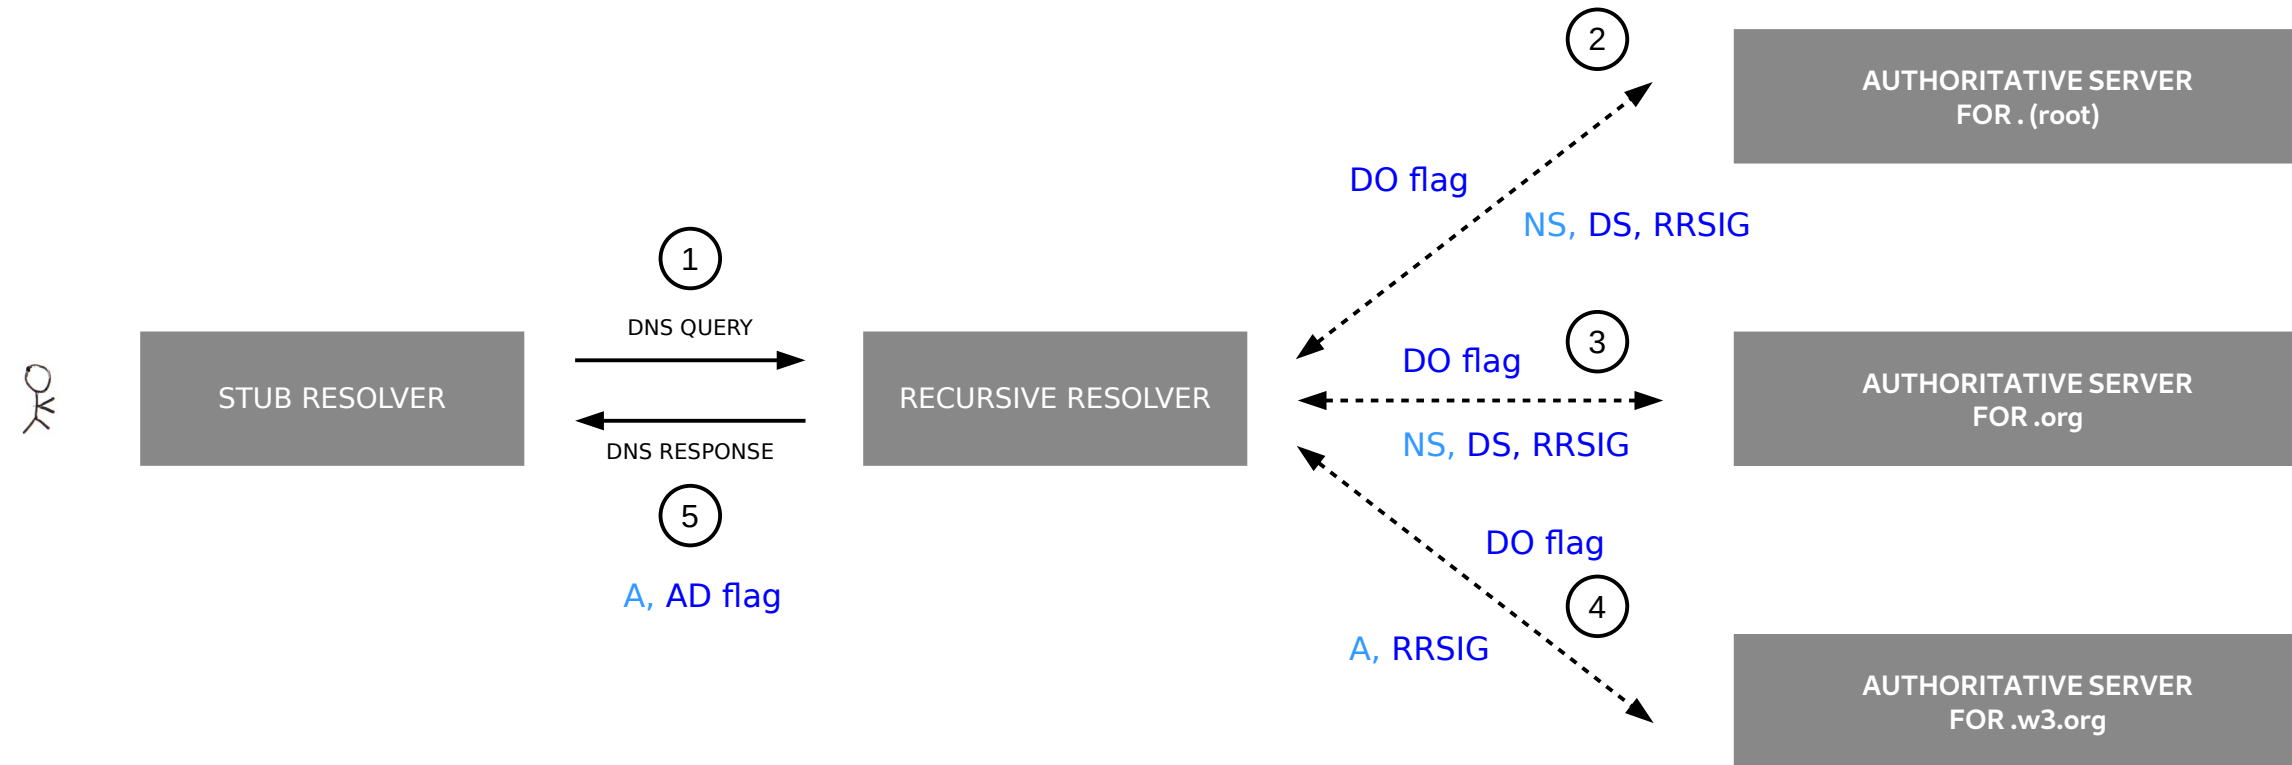 1
DNS QUERY
STUB RESOLVER
RECURSIVE RESOLVER
DNS RESPONSE
5
A, AD flag
2
AUTHORITATIVE SERVER
FOR . (root)
DO flag
NS, DS, RRSIG
3
DO flag
AUTHORITATIVE SERVER
FOR .org
NS, DS, RRSIG
DO flag
4
A, RRSIG
AUTHORITATIVE SERVER
FOR .w3.org